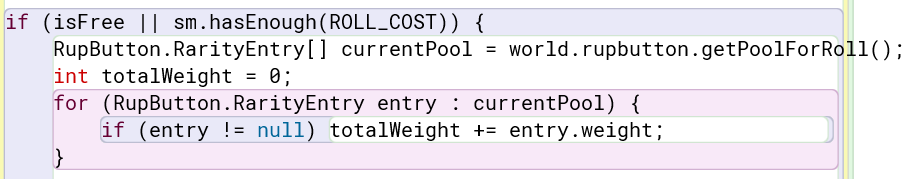 if (isFree || sm.hasEnough(ROLL_COST)) {
RupButton.RarityEntry[] currentPool = world.rupbutton.getPoolForRoll();
int totalWeight = 0;
for (RupButton.RarityEntry entry : currentPool) {
if (entry != null) totalWeight += entry.weight;
}